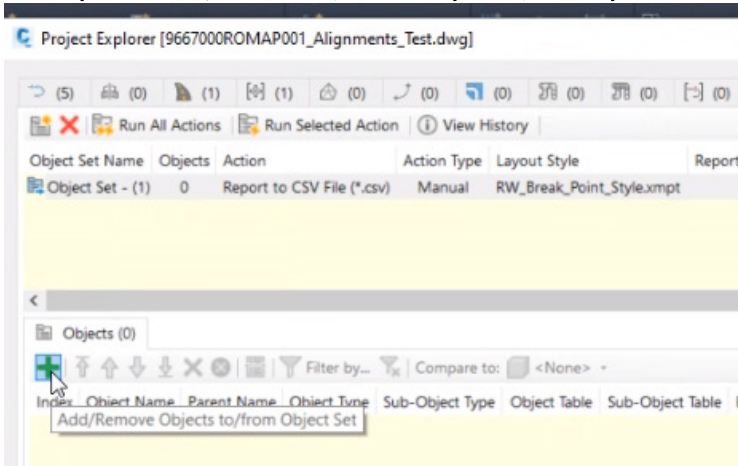 Project Explorer [9667000ROMAP001_Alignments_Test.dwg]
(5) (0) (1) (1) (0) (0) (0) (0) (0) (0)
Run All Actions Run Selected Action View History
Object Set Name Objects Action Action Type Layout Style Report
Object Set - (1) 0 Report to CSV File (*.csv) Manual RW_Break_Point_Style.xmpt
Objects (0)
Filter by... Compare to: <None>
Index Object Name Parent Name Object Type Sub-Object Type Object Table Sub-Object Table
Add/Remove Objects to/from Object Set